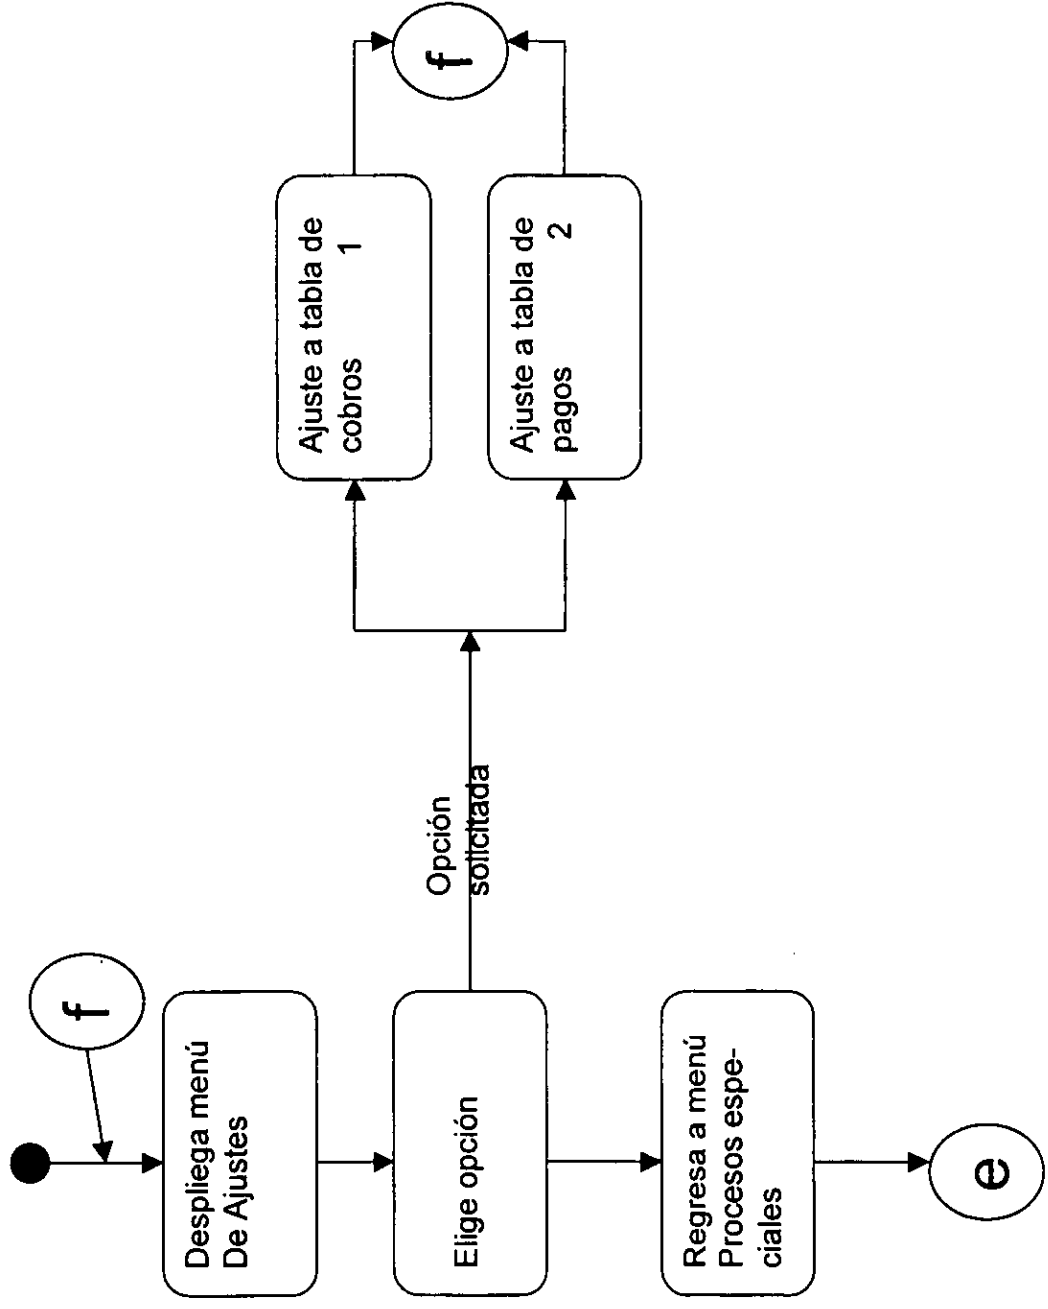 f
Despliega menú
De Ajustes
Elige opción
Regresa a menú
Procesos espe-
ciales
e
Opción
solicitada
Ajuste a tabla de
cobros 1
Ajuste a tabla de
pagos 2
f